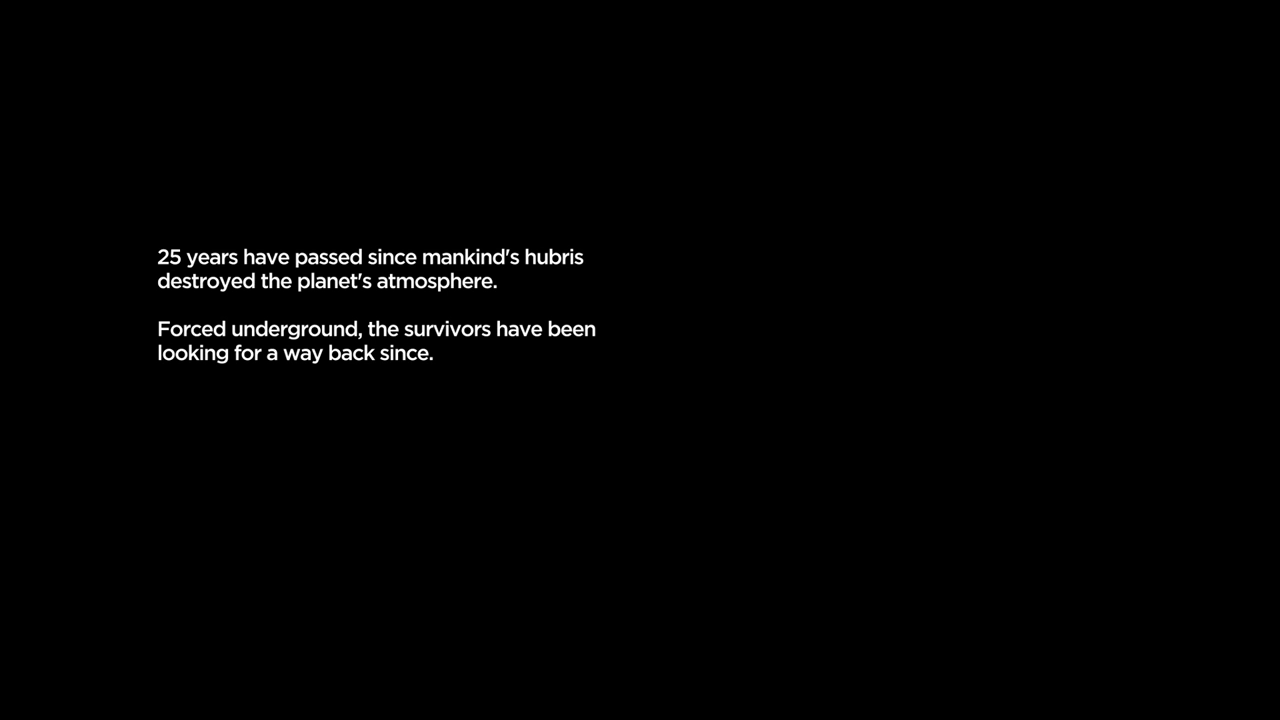 25 years have passed since mankind's hubris
destroyed the planet's atmosphere.
Forced underground, the survivors have been
looking for a way back since.